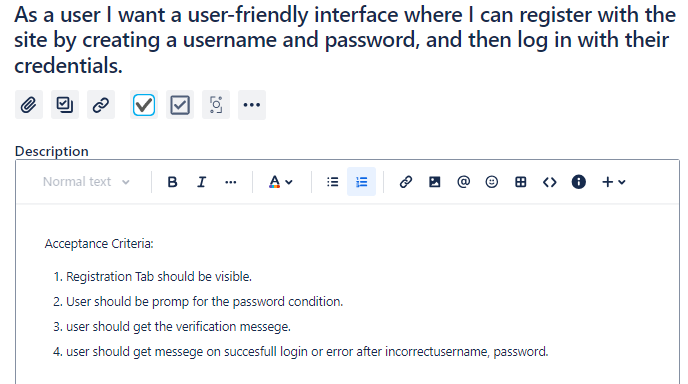 As a user I want a user-friendly interface where I can register with the
site by creating a username and password, and then log in with their
credentials.
Description
Normal text B I ... A @
Acceptance Criteria:
1. Registration Tab should be visible.
2. User should be promp for the password condition.
3. user should get the verification messege.
4. user should get messege on succesfull login or error after incorrectusername, password.